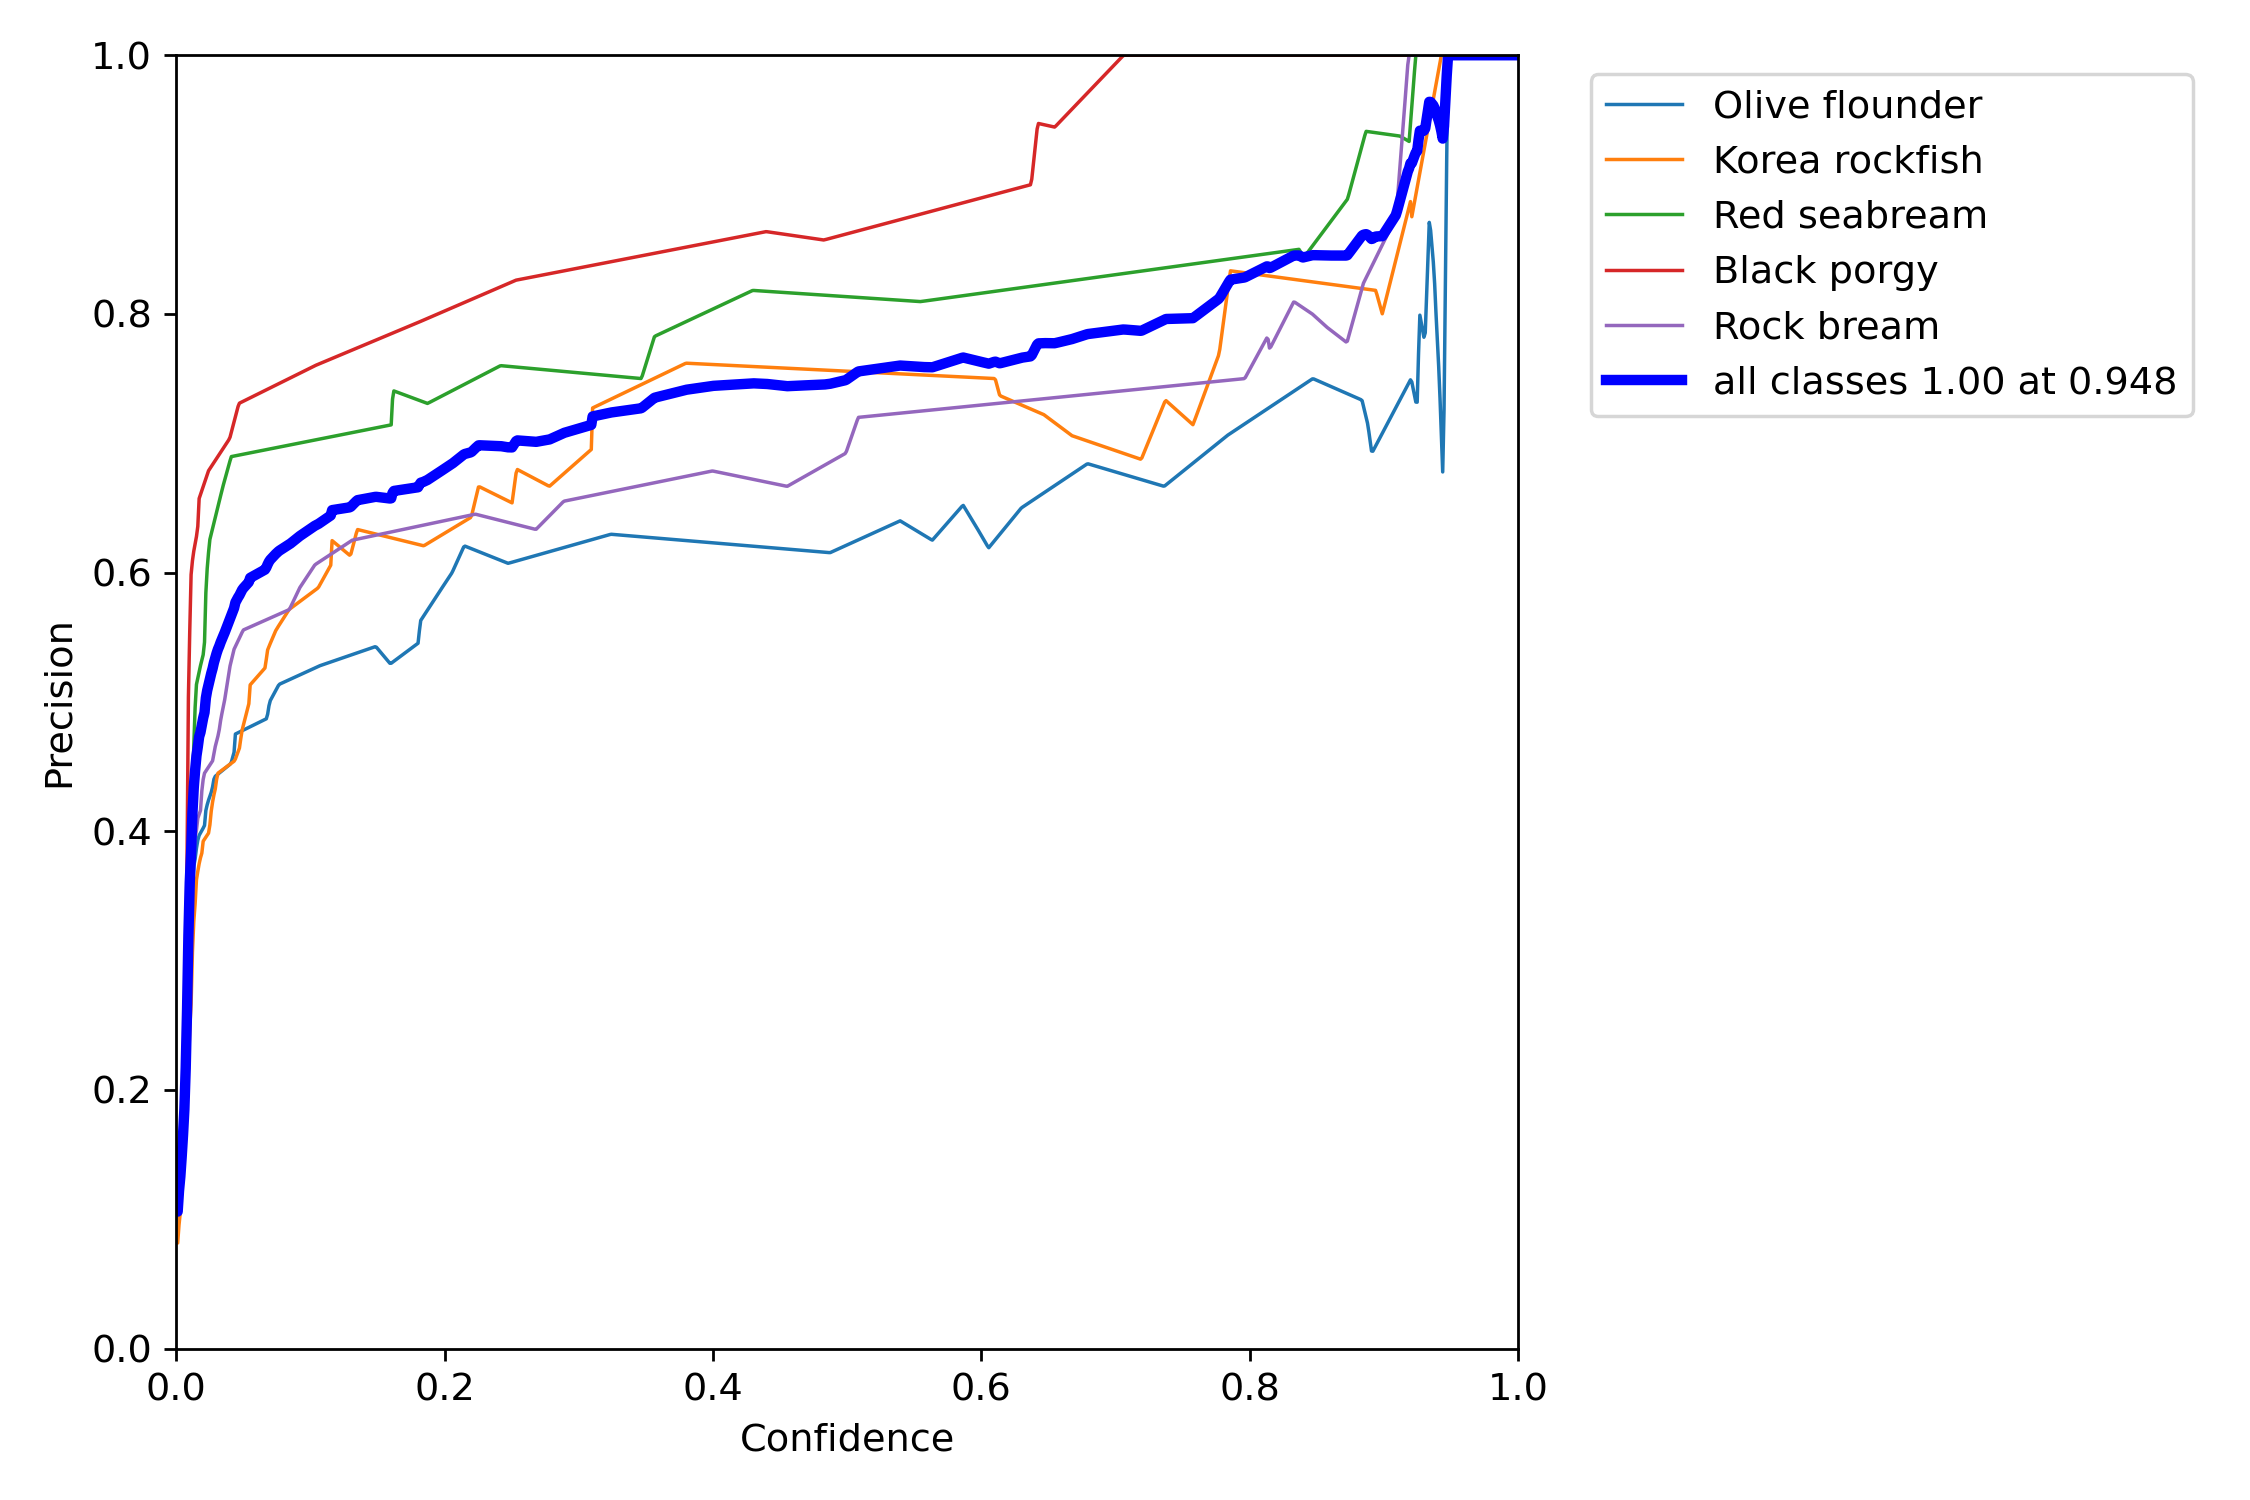 1.0
0.8
0.6
0.4
0.2
0.0
Precision
0.0 0.2 0.4 0.6 0.8 1.0
Confidence
Olive flounder
Korea rockfish
Red seabream
Black porgy
Rock bream
all classes 1.00 at 0.948